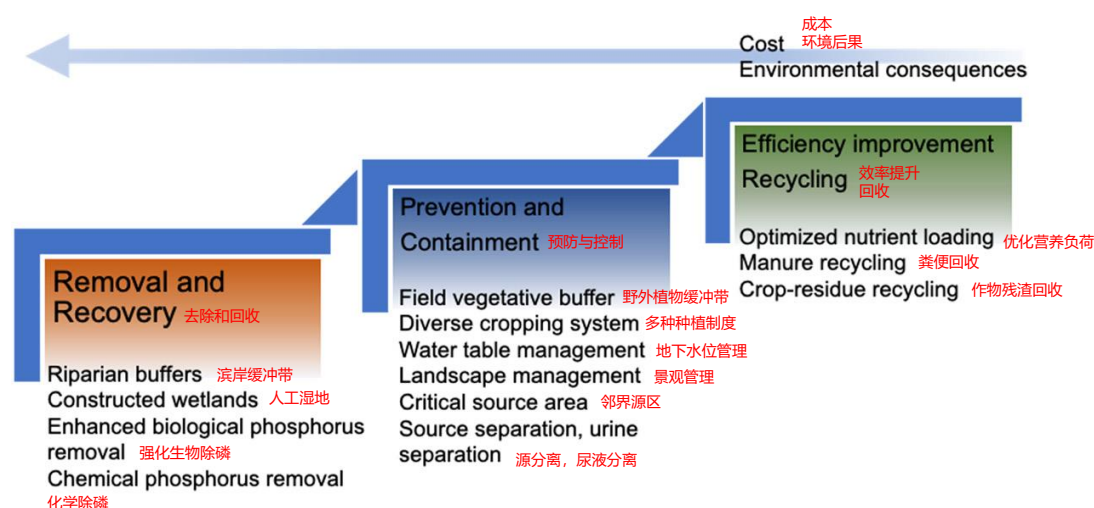 Cost 成本
环境后果
Environmental consequences
Efficiency improvement
Recycling 效率提升
回收
Optimized nutrient loading 优化营养负荷
Manure recycling 粪便回收
Crop-residue recycling 作物残渣回收
Prevention and
Containment 预防与控制
Field vegetative buffer 野外植物缓冲带
Diverse cropping system 多种种植制度
Water table management 地下水位管理
Landscape management 景观管理
Critical source area 邻界源区
Source separation, urine
separation 源分离，尿液分离
Removal and
Recovery 去除和回收
Riparian buffers 滨岸缓冲带
Constructed wetlands 人工湿地
Enhanced biological phosphorus
removal 强化生物除磷
Chemical phosphorus removal
化学除磷